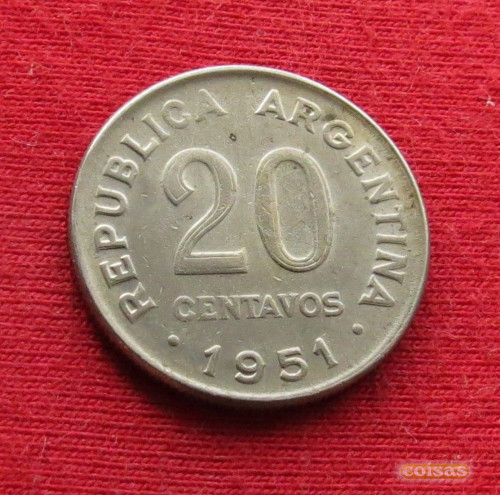 REPUBLICA ARGENTINA
20
CENTAVOS
· 1951 ·
coisas